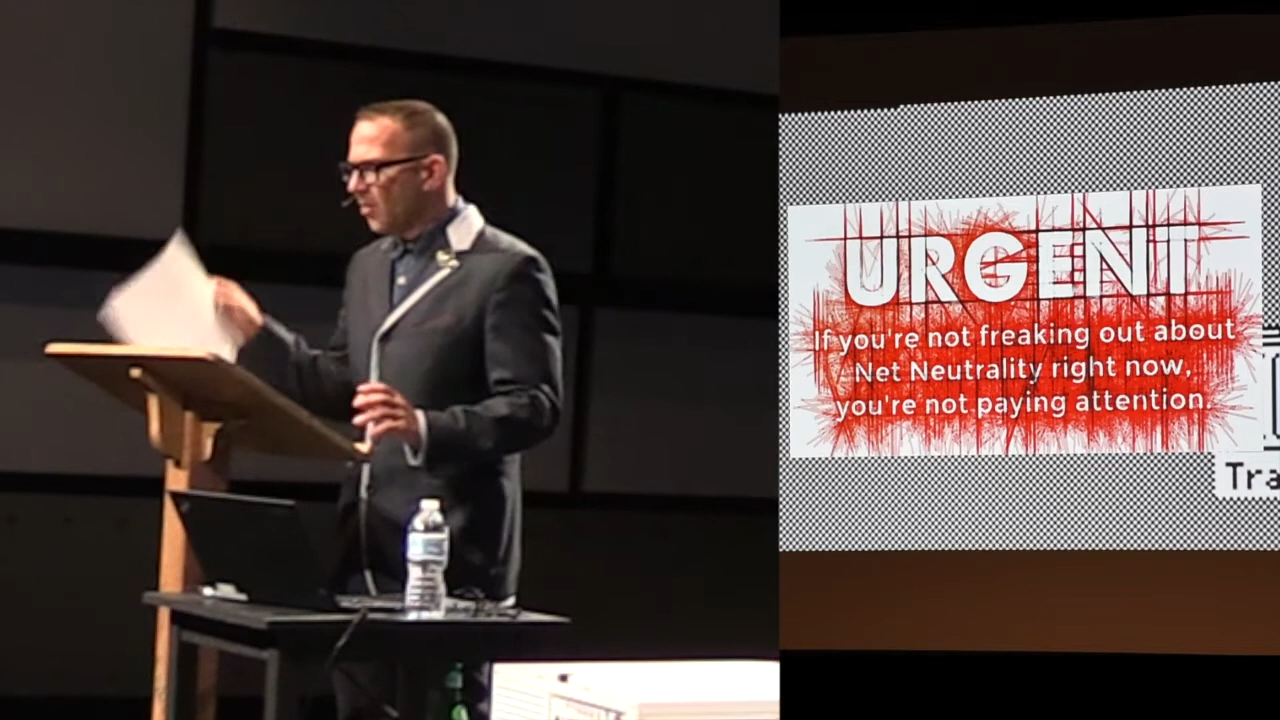 URGENT
If you're not freaking out about
Net Neutrality right now,
you're not paying attention.
Tra